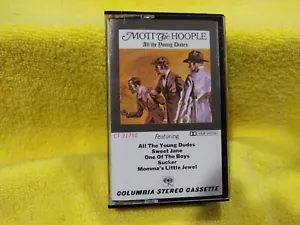 MOTT The HOOPLE
All the Young Dudes
Featuring
All The Young Dudes
Sweet Jane
One Of The Boys
Sucker
Momma's Little Jewel
COLUMBIA STEREO CASSETTE